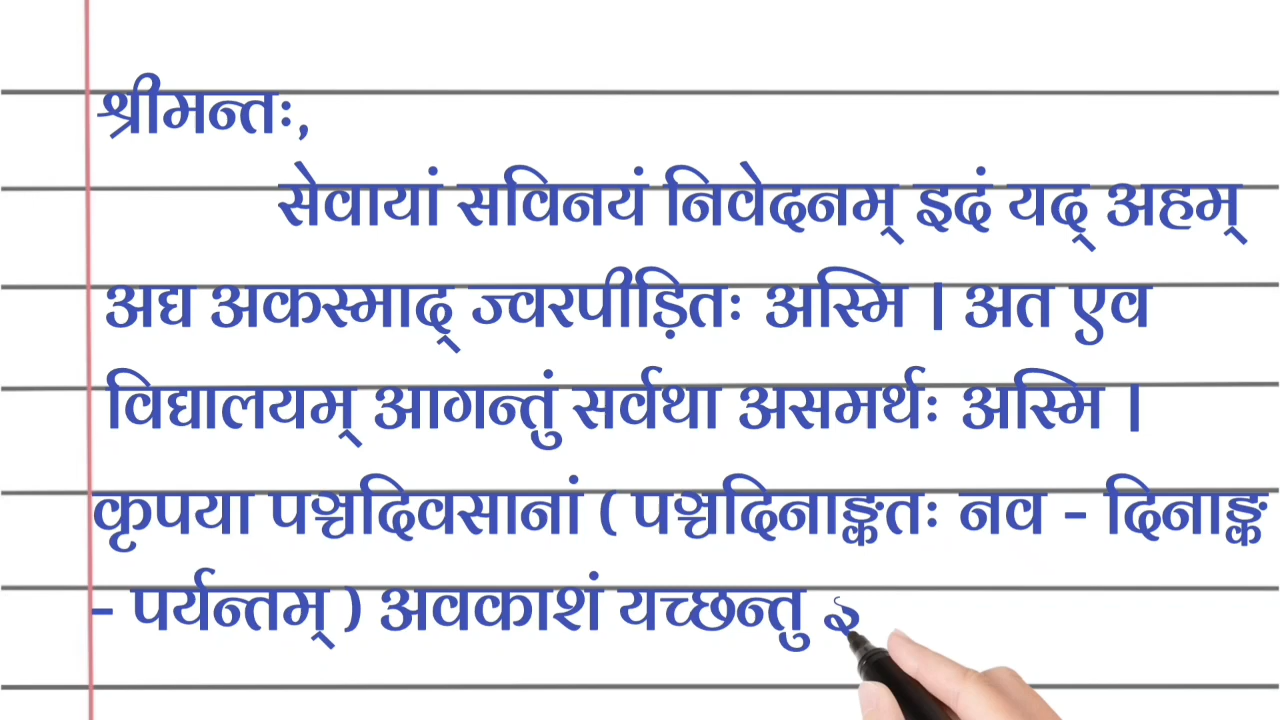 श्रीमन्तः,
सेवायां सविनयं निवेदनम् इदं यद् अहम्
अद्य अकस्माद् ज्वरपीड़ितः अस्मि । अत एव
विद्यालयम् आगन्तुं सर्वथा असमर्थः अस्मि ।
कृपया पञ्चदिवसानां ( पञ्चदिनाङ्कतः नव - दिनाङ्क
- पर्यन्तम् ) अवकाशं यच्छन्तु